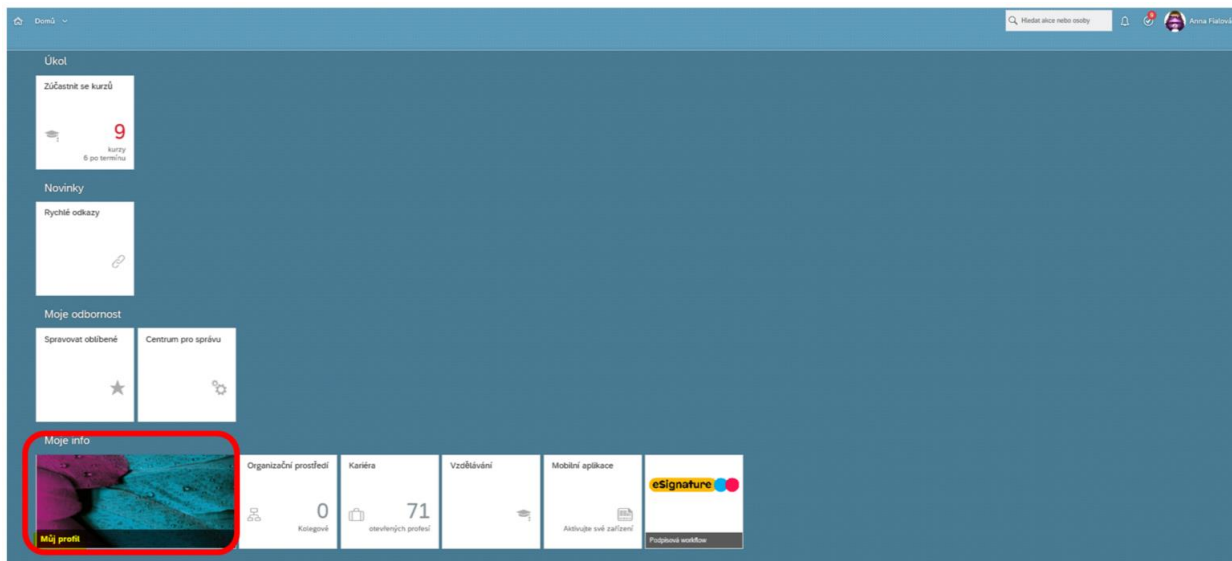 Domů
Hledat akce nebo osoby
9
Anna Fialová
Úkol
Zúčastnit se kurzů
9
kurzy
6 po termínu
Novinky
Rychlé odkazy
Moje odbornost
Spravovat oblíbené
Centrum pro správu
Moje info
Můj profil
Organizační prostředí
0
Kolegové
Kariéra
71
otevřených profesí
Vzdělávání
Mobilní aplikace
Aktivujte své zařízení
eSignature
Podpisová workflow